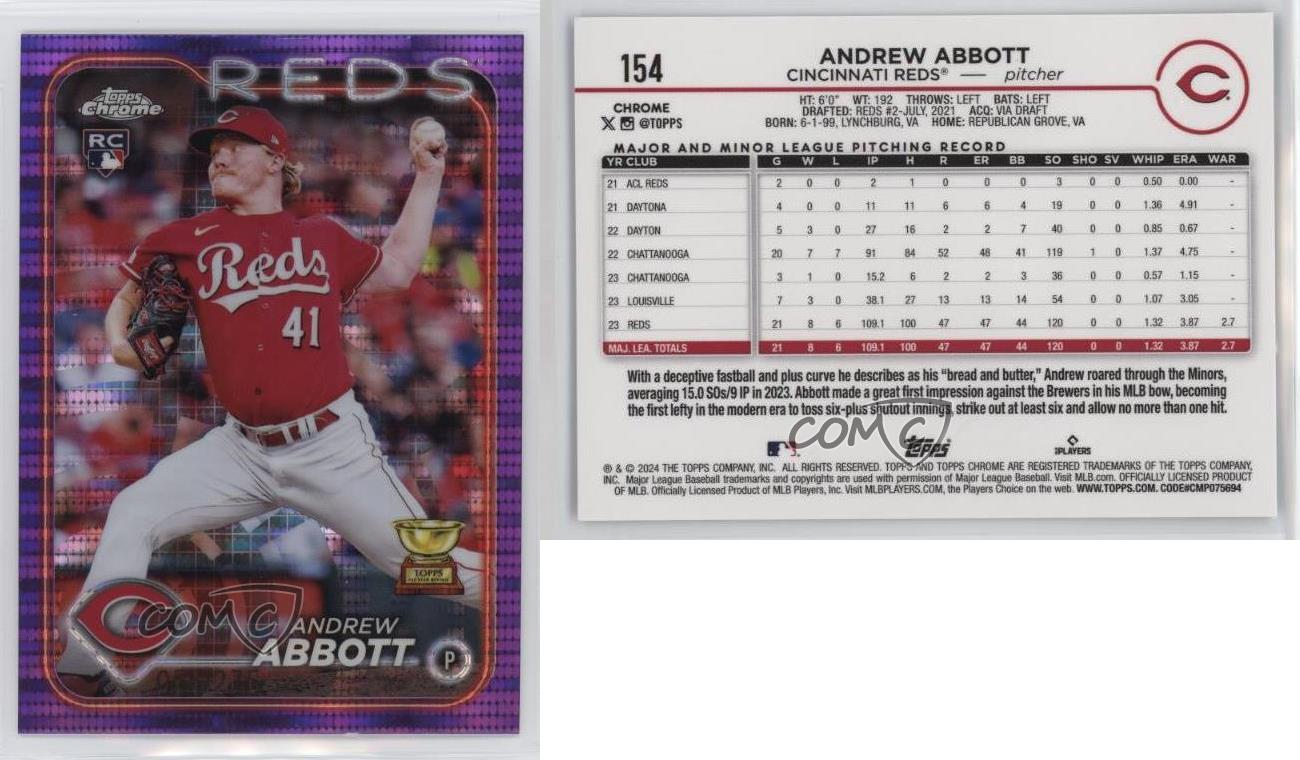 REDS
Topps
Chrome
RC
Reds
41
Rawlings
TOPPS
ALL-STAR ROOKIE
COMC
ANDREW
ABBOTT
P
154
ANDREW ABBOTT
CINCINNATI REDS® — pitcher
CHROME
X @TOPPS
HT: 6'0" WT: 192 THROWS: LEFT BATS: LEFT
DRAFTED: REDS #2-JULY, 2021 ACQ: VIA DRAFT
BORN: 6-1-99, LYNCHBURG, VA HOME: REPUBLICAN GROVE, VA
MAJOR AND MINOR LEAGUE PITCHING RECORD
YR CLUB G W L IP H R ER BB SO SHO SV WHIP ERA WAR
21 ACL REDS 2 0 0 2 1 0 0 0 3 0 0 0.50 0.00 -
21 DAYTONA 4 0 0 11 11 6 6 4 19 0 0 1.36 4.91 -
22 DAYTON 5 3 0 27 16 2 2 7 40 0 0 0.85 0.67 -
22 CHATTANOOGA 20 7 7 91 84 52 48 41 119 1 0 1.37 4.75 -
23 CHATTANOOGA 3 1 0 15.2 6 2 2 3 36 0 0 0.57 1.15 -
23 LOUISVILLE 7 3 0 38.1 27 13 13 14 54 0 0 1.07 3.05 -
23 REDS 21 8 6 109.1 100 47 47 44 120 0 0 1.32 3.87 2.7
MAJ. LEA. TOTALS 21 8 6 109.1 100 47 47 44 120 0 0 1.32 3.87 2.7
With a deceptive fastball and plus curve he describes as his “bread and butter,” Andrew roared through the Minors,
averaging 15.0 SOs/9 IP in 2023. Abbott made a great first impression against the Brewers in his MLB bow, becoming
the first lefty in the modern era to toss six-plus shutout innings, strike out at least six and allow no more than one hit.
COMC
Topps
PLAYERS
® & © 2024 THE TOPPS COMPANY, INC. ALL RIGHTS RESERVED. TOPPS AND TOPPS CHROME ARE REGISTERED TRADEMARKS OF THE TOPPS COMPANY,
INC. Major League Baseball trademarks and copyrights are used with permission of Major League Baseball. Visit MLB.com. OFFICIALLY LICENSED PRODUCT
OF MLB. Officially Licensed Product of MLB Players, Inc. Visit MLBPLAYERS.COM, the Players Choice on the web. WWW.TOPPS.COM. CODE#CMP075694